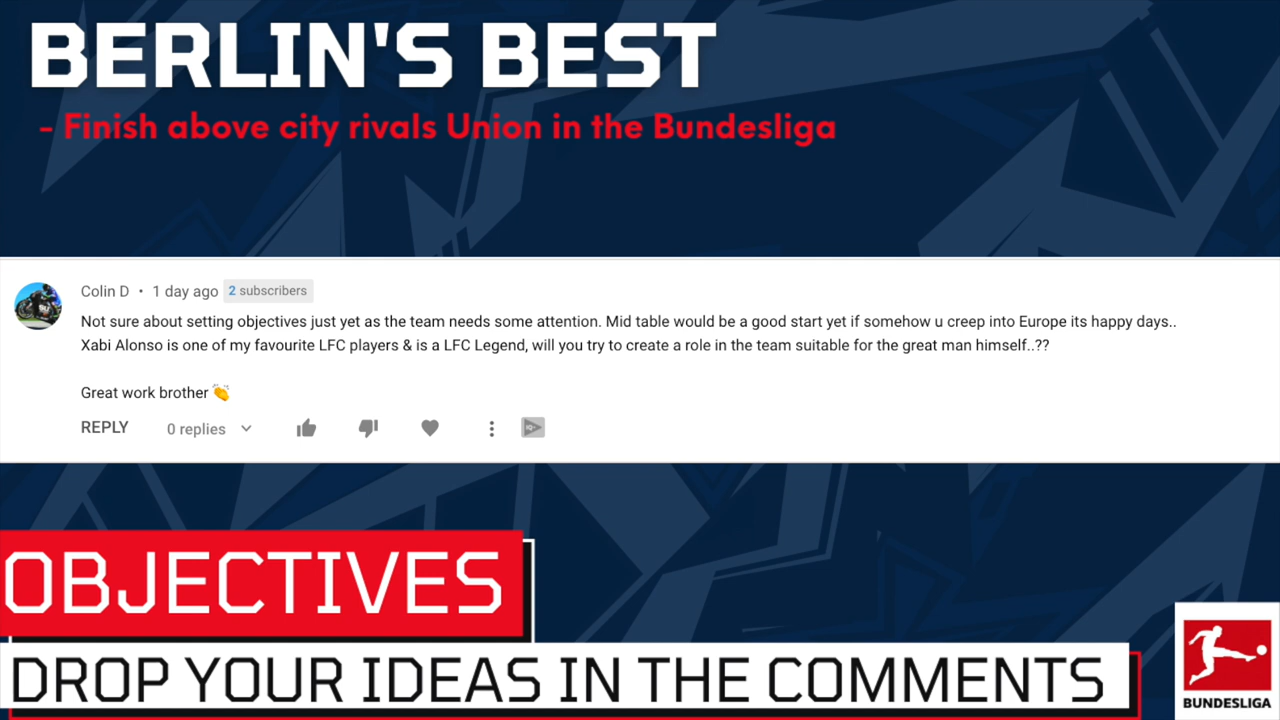 BERLIN'S BEST
- Finish above city rivals Union in the Bundesliga
Colin D • 1 day ago 2 subscribers
Not sure about setting objectives just yet as the team needs some attention. Mid table would be a good start yet if somehow u creep into Europe its happy days..
Xabi Alonso is one of my favourite LFC players & is a LFC Legend, will you try to create a role in the team suitable for the great man himself..??
Great work brother 👏
REPLY 0 replies
OBJECTIVES
DROP YOUR IDEAS IN THE COMMENTS
BUNDESLIGA